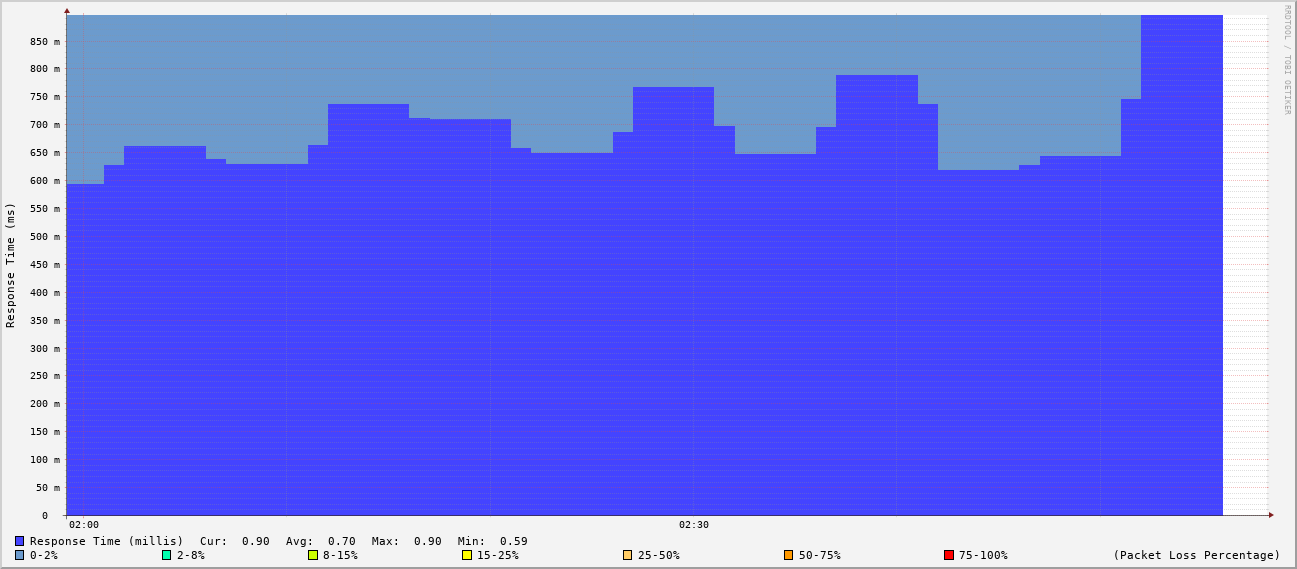 RRDTOOL / TOBI OETIKER
Response Time (ms)
850 m
800 m
750 m
700 m
650 m
600 m
550 m
500 m
450 m
400 m
350 m
300 m
250 m
200 m
150 m
100 m
50 m
0
02:00 02:30
Response Time (millis) Cur: 0.90 Avg: 0.70 Max: 0.90 Min: 0.59
0-2% 2-8% 8-15% 15-25% 25-50% 50-75% 75-100% (Packet Loss Percentage)